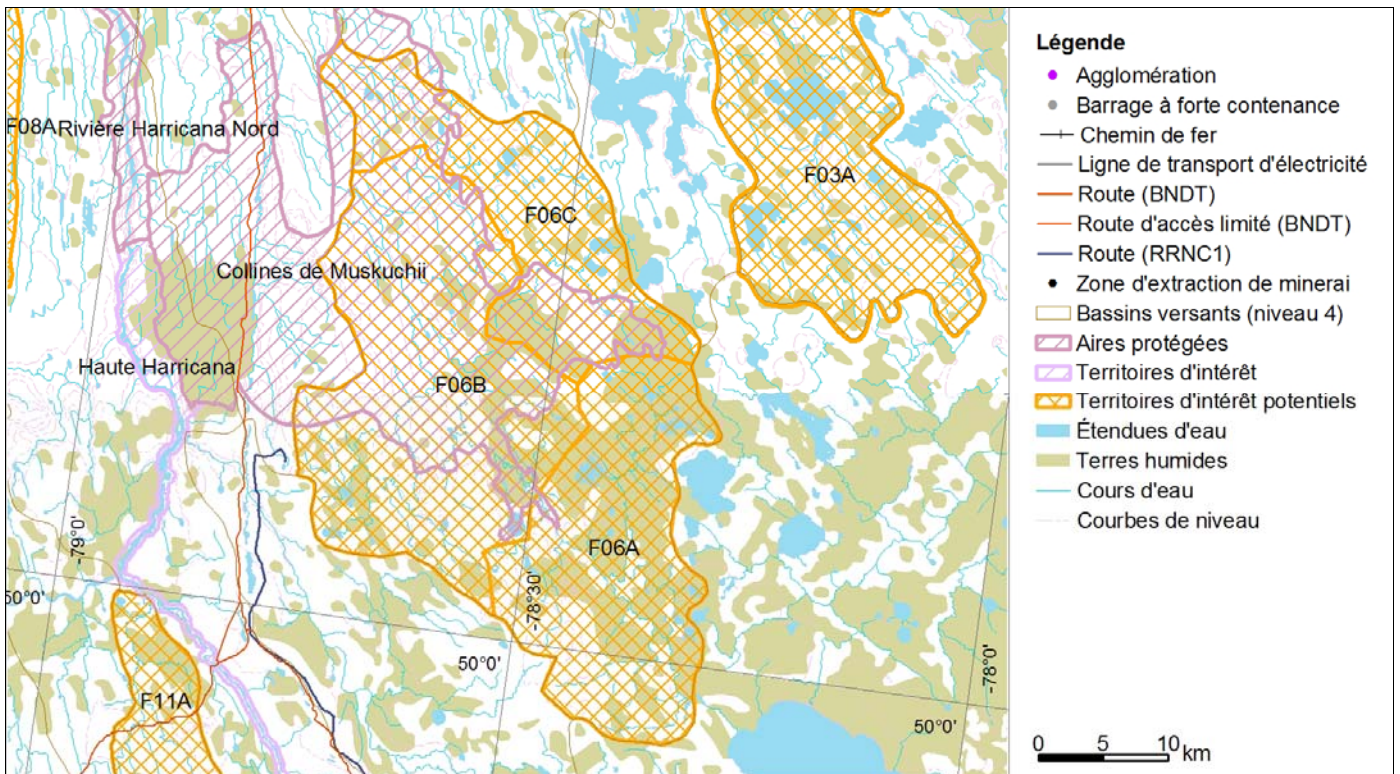 F08A
Rivière Harricana Nord
F03A
F06C
Collines de Muskuchii
Haute Harricana
F06B
-79°0'
50°0'
F06A
-78°30'
50°0'
-78°0'
F11A
50°0'
Légende
Agglomération
Barrage à forte contenance
Chemin de fer
Ligne de transport d'électricité
Route (BNDT)
Route d'accès limité (BNDT)
Route (RRNC1)
Zone d'extraction de minerai
Bassins versants (niveau 4)
Aires protégées
Territoires d'intérêt
Territoires d'intérêt potentiels
Étendues d'eau
Terres humides
Cours d'eau
Courbes de niveau
0 5 10 km